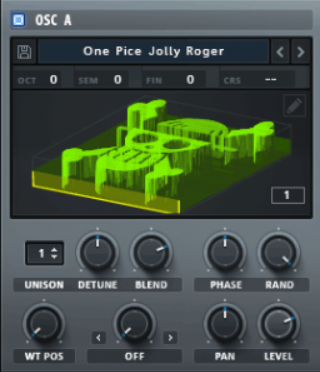 OSC A
One Pice Jolly Roger
OCT 0 SEM 0 FIN 0 CRS --
1
1
UNISON DETUNE BLEND PHASE RAND
WT POS OFF PAN LEVEL